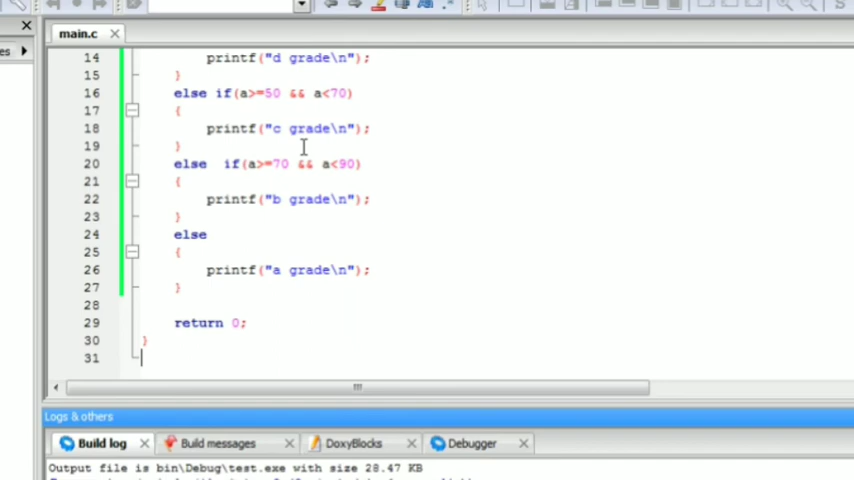 main.c
es
14 printf("d grade\n");
15 }
16 else if(a>=50 && a<70)
17 {
18 printf("c grade\n");
19 }
20 else  if(a>=70 && a<90)
21 {
22 printf("b grade\n");
23 }
24 else
25 {
26 printf("a grade\n");
27 }
28
29 return 0;
30 }
31
Logs & others
Build log Build messages DoxyBlocks Debugger
Output file is bin\Debug\test.exe with size 28.47 KB